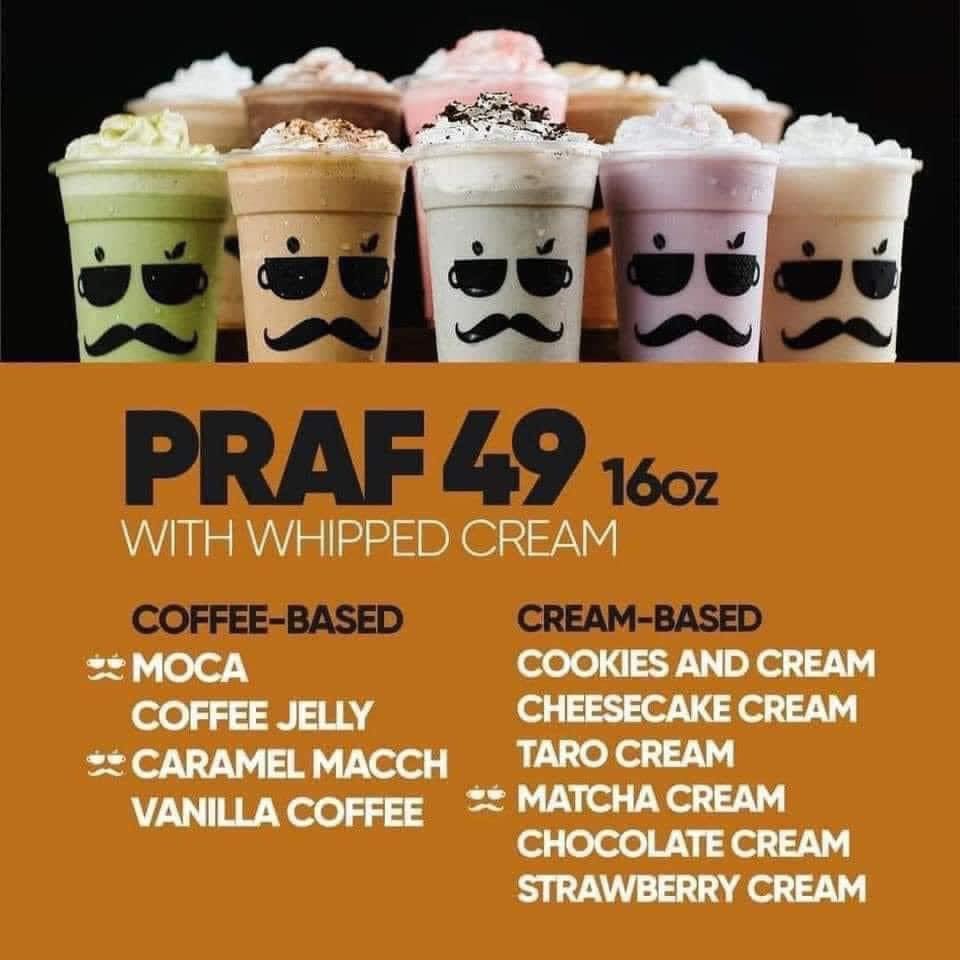 PRAF 49 16oz
WITH WHIPPED CREAM
COFFEE-BASED
MOCA
COFFEE JELLY
CARAMEL MACCH
VANILLA COFFEE
CREAM-BASED
COOKIES AND CREAM
CHEESECAKE CREAM
TARO CREAM
MATCHA CREAM
CHOCOLATE CREAM
STRAWBERRY CREAM